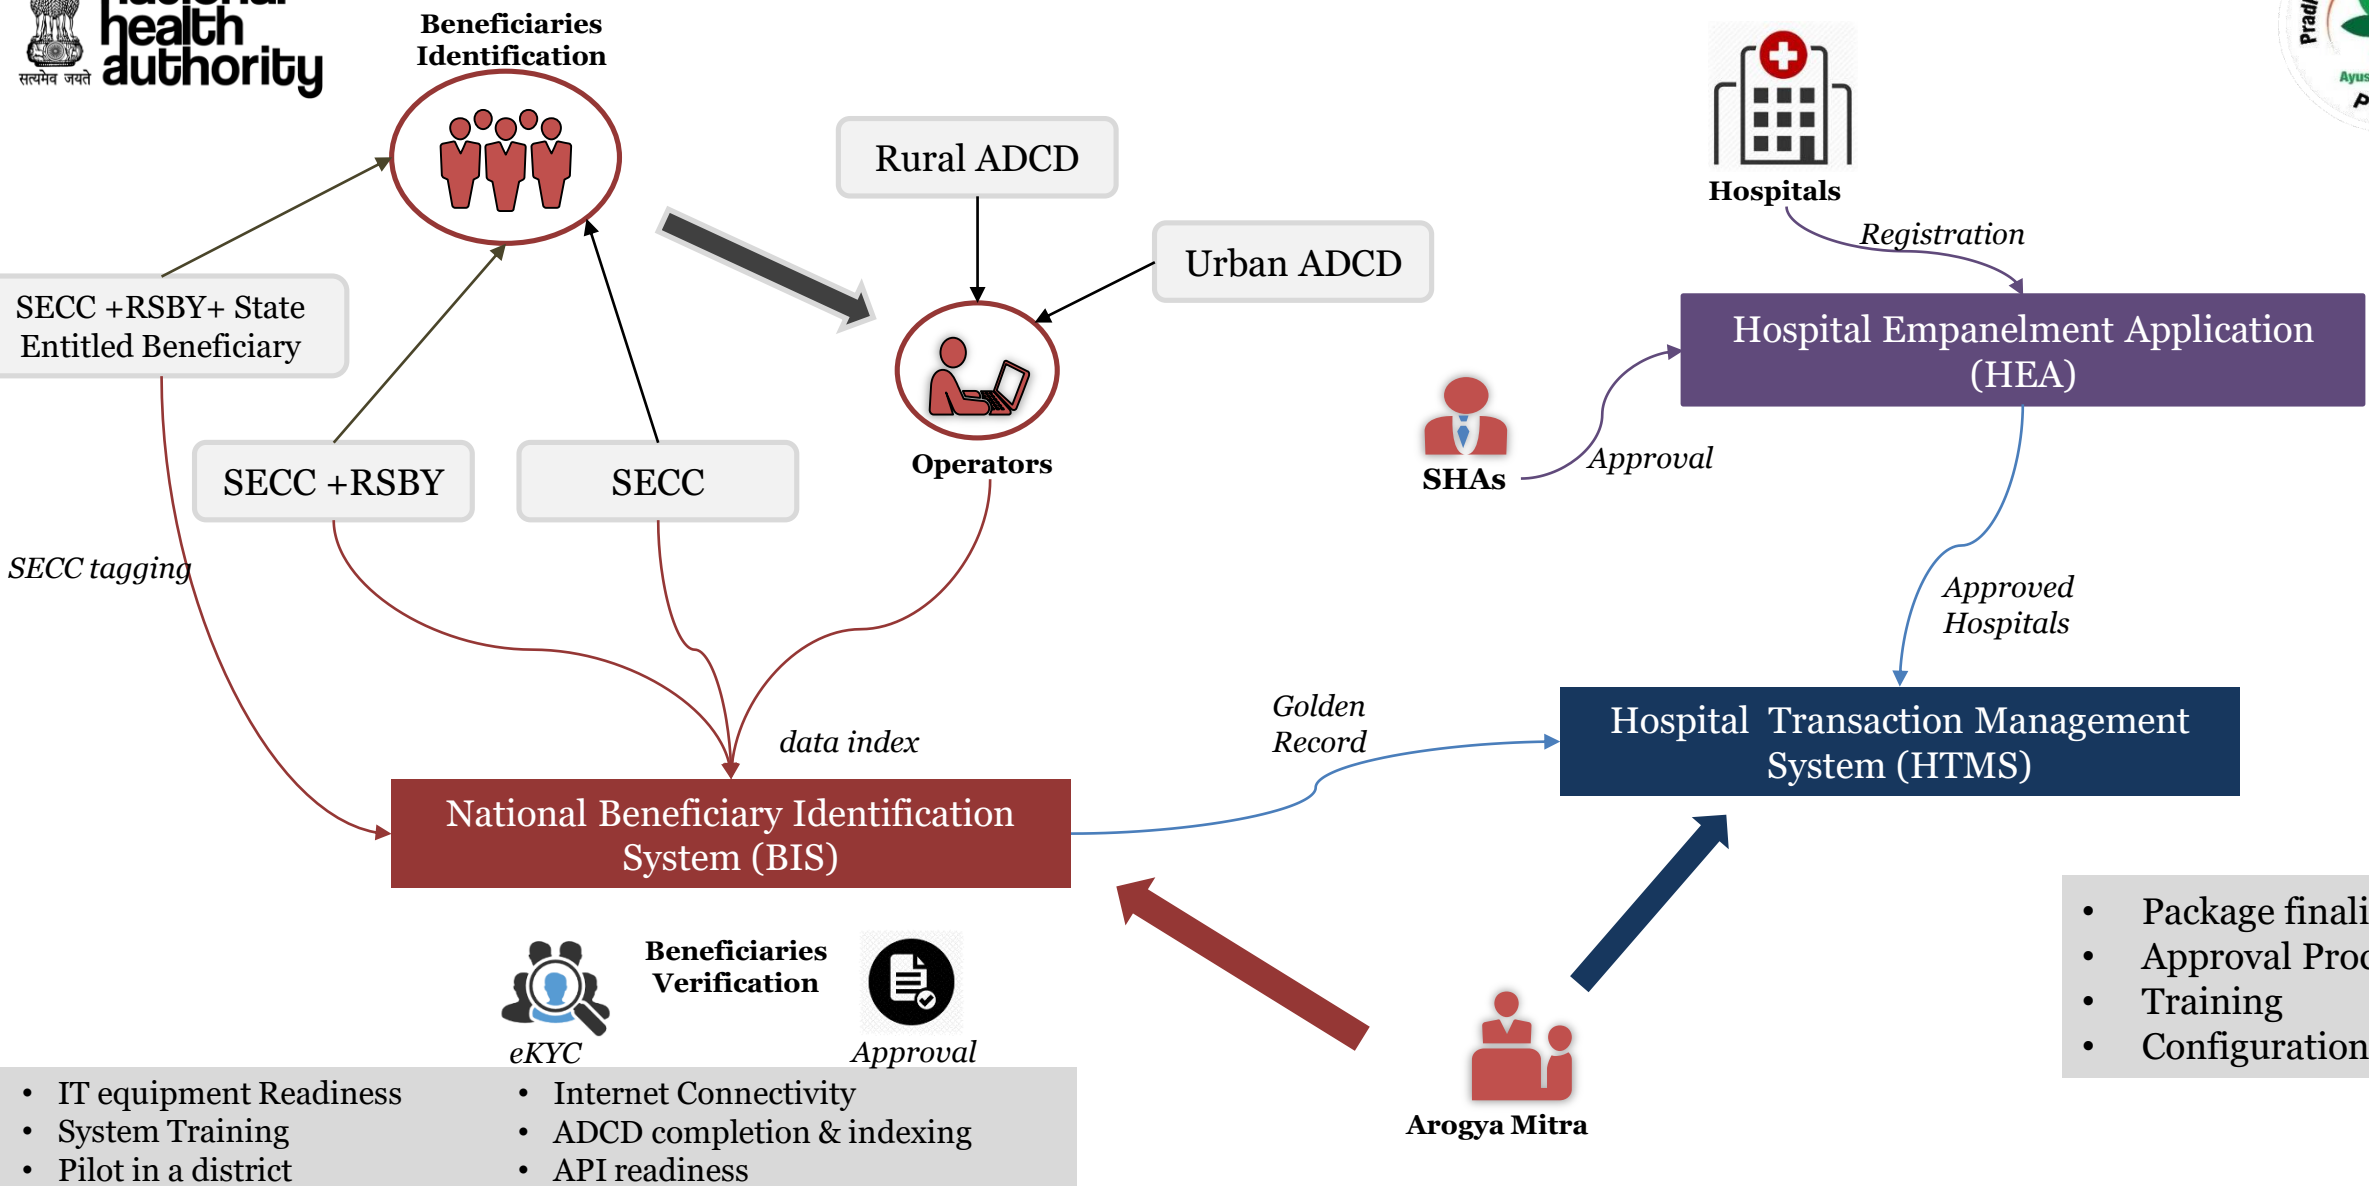 health
authority
सत्यमेव जयते
Beneficiaries
Identification
Rural ADCD
Urban ADCD
Hospitals
Registration
SECC +RSBY+ State
Entitled Beneficiary
Hospital Empanelment Application
(HEA)
SECC +RSBY
SECC
Operators
SHAs
Approval
SECC tagging
Approved
Hospitals
data index
Golden
Record
Hospital Transaction Management
System (HTMS)
National Beneficiary Identification
System (BIS)
Beneficiaries
Verification
eKYC
Approval
• Package
• Approval
• Training
• Configuration
Arogya Mitra
• IT equipment Readiness
• System Training
• Pilot in a district
• Internet Connectivity
• ADCD completion & indexing
• API readiness